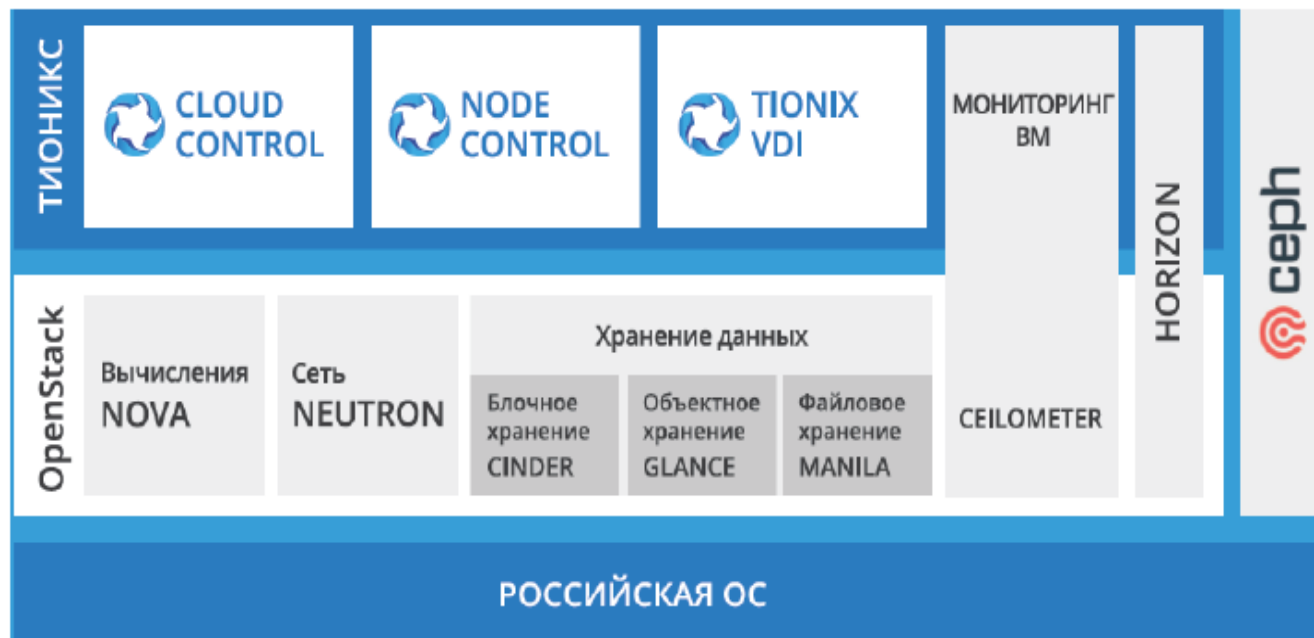 ТИОНИКС
CLOUD
CONTROL
NODE
CONTROL
TIONIX
VDI
МОНИТОРИНГ
ВМ
HORIZON
ceph
OpenStack
Вычисления
NOVA
Сеть
NEUTRON
Хранение данных
Блочное
хранение
CINDER
Объектное
хранение
GLANCE
Файловое
хранение
MANILA
CEILOMETER
РОССИЙСКАЯ ОС